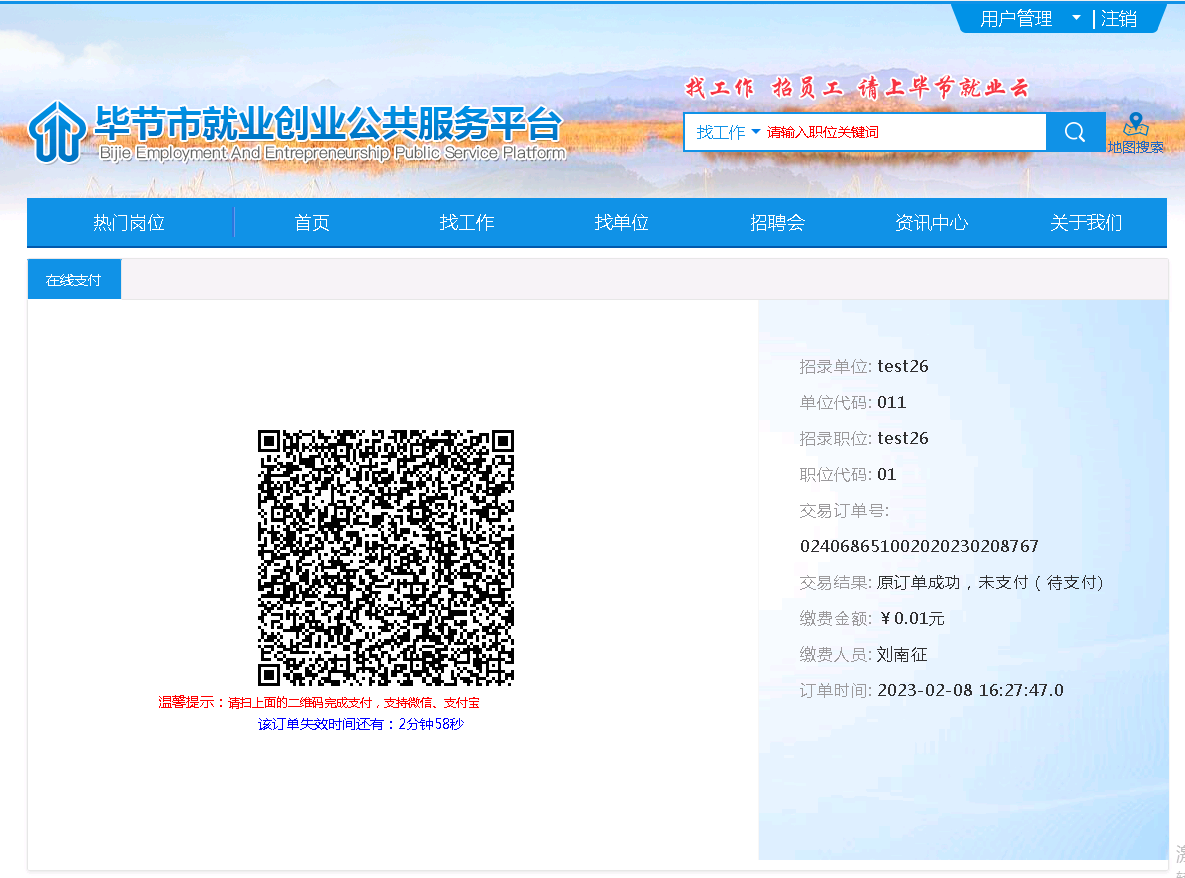 用户管理 | 注销
找工作 招员工 请上毕节就业云
毕节市就业创业公共服务平台
Bijie Employment And Entrepreneurship Public Service Platform
找工作 请输入职位关键词
地图搜索
热门岗位 首页 找工作 找单位 招聘会 资讯中心 关于我们
在线支付
招录单位: test26
单位代码: 011
招录职位: test26
职位代码: 01
交易订单号:
024068651002020230208767
交易结果: 原订单成功，未支付（待支付)
缴费金额: ￥0.01元
缴费人员: 刘南征
订单时间: 2023-02-08 16:27:47.0
温馨提示：请扫上面的二维码完成支付，支持微信、支付宝
该订单失效时间还有：2分钟58秒